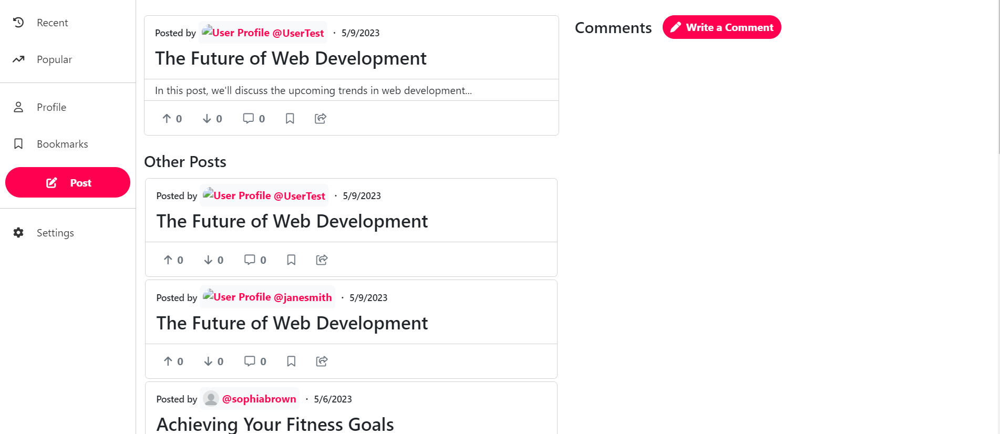 Recent
Popular
Profile
Bookmarks
Post
Settings
Posted by User Profile @UserTest · 5/9/2023
The Future of Web Development
In this post, we'll discuss the upcoming trends in web development...
0 0 0
Other Posts
Posted by User Profile @UserTest · 5/9/2023
The Future of Web Development
0 0 0
Posted by User Profile @janesmith · 5/9/2023
The Future of Web Development
0 0 0
Posted by @sophiabrown · 5/6/2023
Achieving Your Fitness Goals
Comments Write a Comment